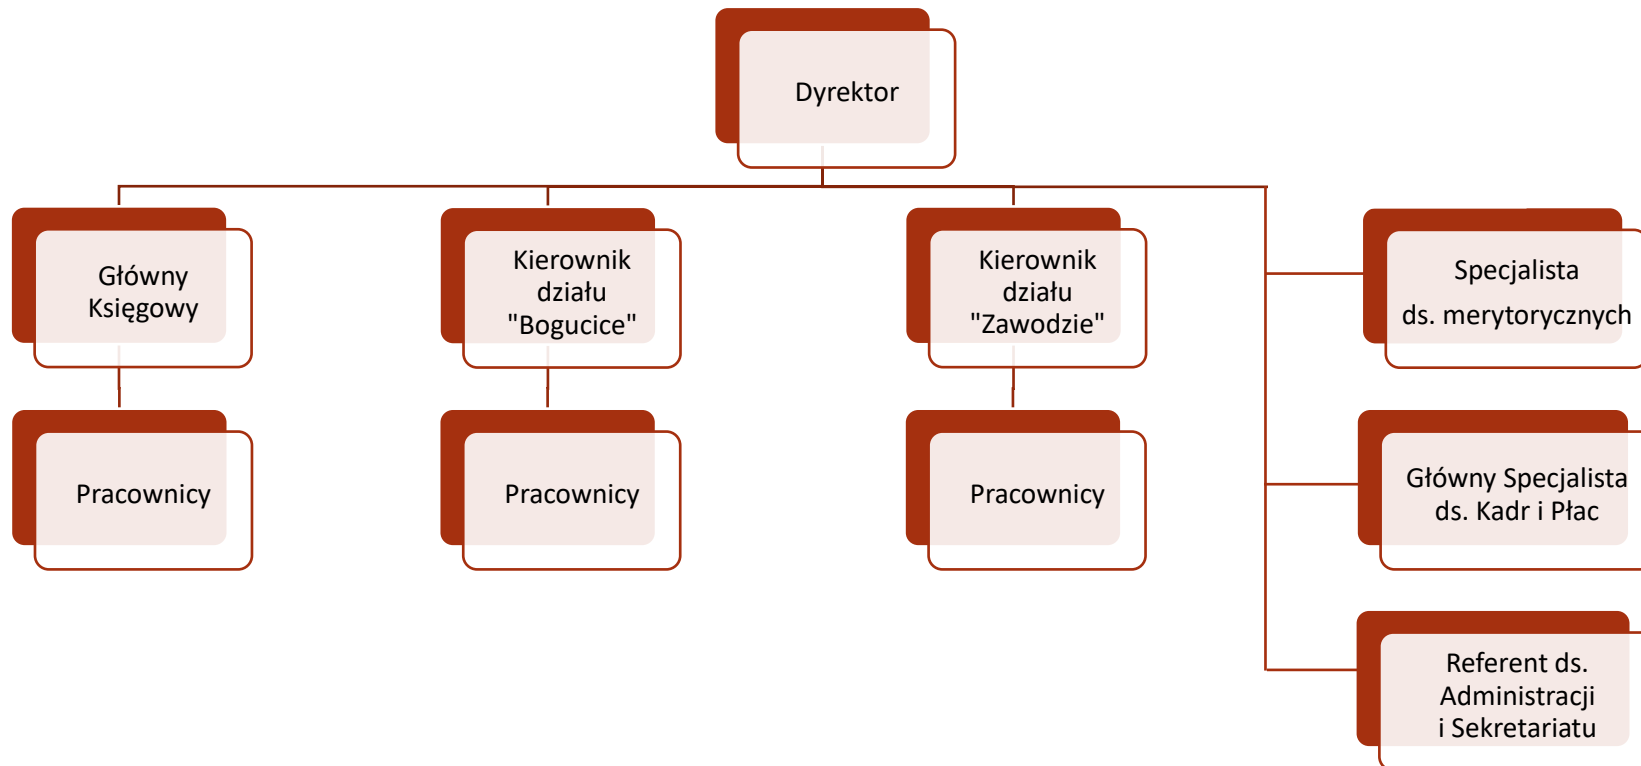 Dyrektor
Główny
Księgowy
Kierownik
działu
"Bogucice"
Kierownik
działu
"Zawodzie"
Specjalista
ds. merytorycznych
Pracownicy
Pracownicy
Pracownicy
Główny Specjalista
ds. Kadr i Płac
Referent ds.
Administracji
i Sekretariatu